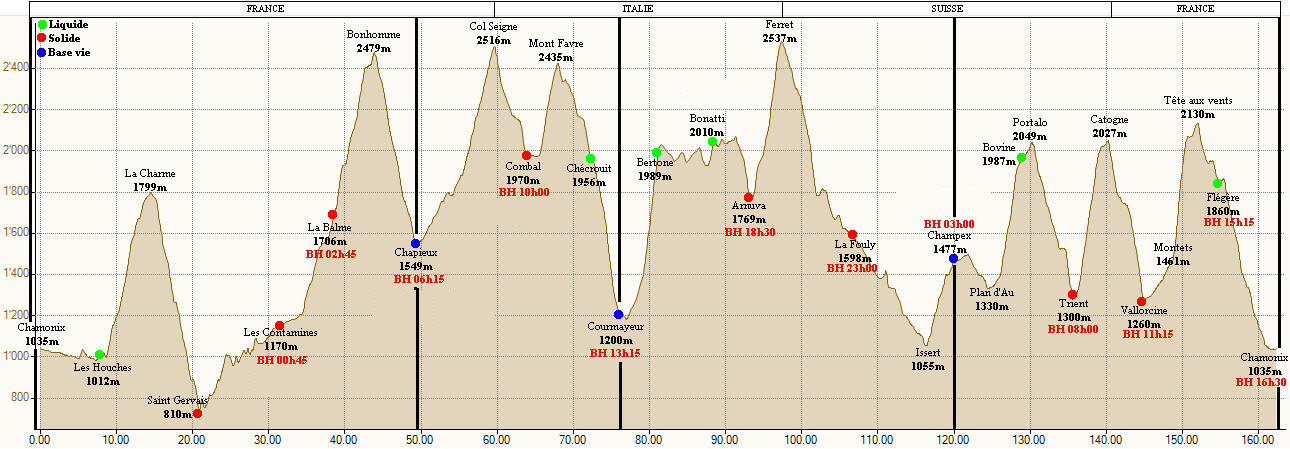 FRANCE ITALIE SUISSE FRANCE
Liquide
Solide
Base vie
2'400
2'200
2'000
1'800
1'600
1'400
1200
1000
800
Chamonix
1035m
Les Houches
1012m
La Charme
1799m
Saint Gervais
810m
Les Contamines
1170m
BH 00h45
La Balme
1706m
BH 02h45
Bonhomme
2479m
Chapieux
1549m
BH 06h15
Col Seigne
2516m
Combal
1970m
BH 10h00
Mont Favre
2435m
Chécrouit
1956m
Courmayeur
1200m
BH 13h15
Bertone
1989m
Bonatti
2010m
Arnuva
1769m
BH 18h30
Ferret
2537m
La Fouly
1598m
BH 23h00
Issert
1055m
BH 03h00
Champex
1477m
Plan d'Au
1330m
Bovine
1987m
Portalo
2049m
Trient
1300m
BH 08h00
Catogne
2027m
Vallorcine
1260m
BH 11h15
Montets
1461m
Tête aux vents
2130m
Flégère
1860m
BH 15h15
Chamonix
1035m
BH 16h30
0.00 10.00 20.00 30.00 40.00 50.00 60.00 70.00 80.00 90.00 100.00 110.00 120.00 130.00 140.00 150.00 160.00